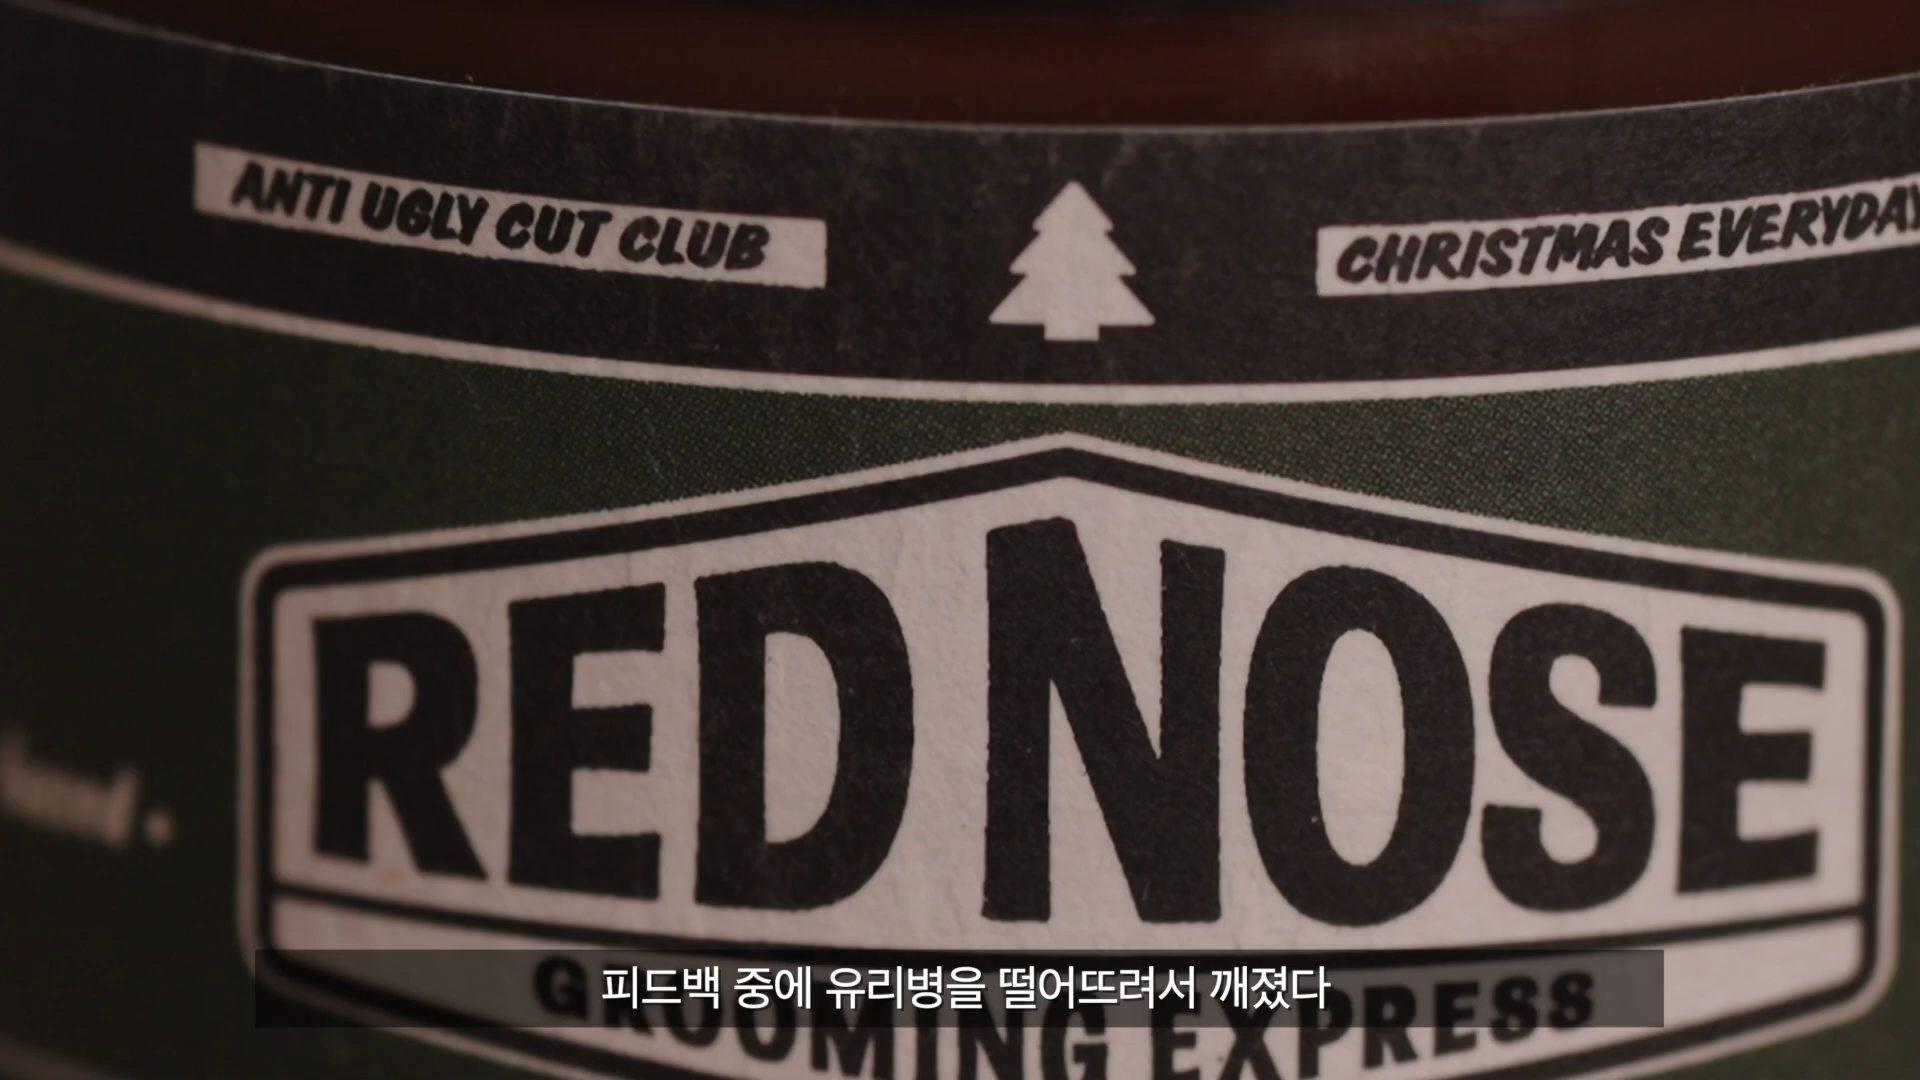 ANTI UGLY CUT CLUB
CHRISTMAS EVERYDAY
RED NOSE
GROOMING EXPRESS
피드백 중에 유리병을 떨어뜨려서 깨졌다